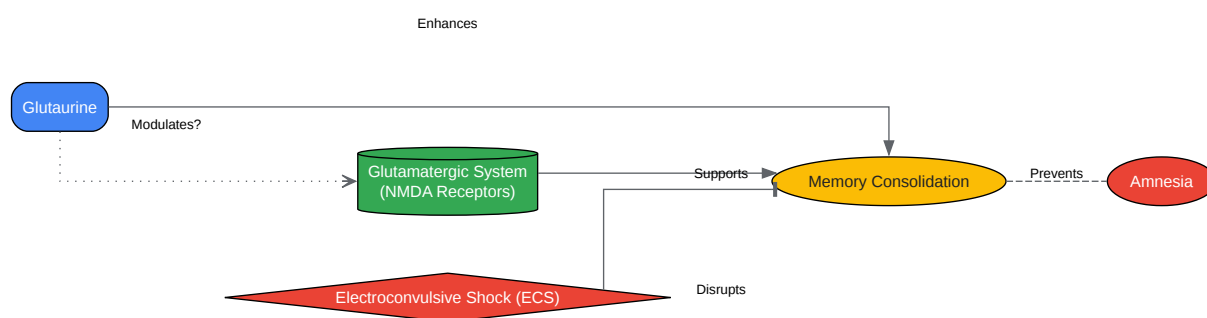 Enhances
Glutaurine
Modulates?
Glutamatergic System
(NMDA Receptors)
Supports
Memory Consolidation
Prevents
Amnesia
Electroconvulsive Shock (ECS)
Disrupts